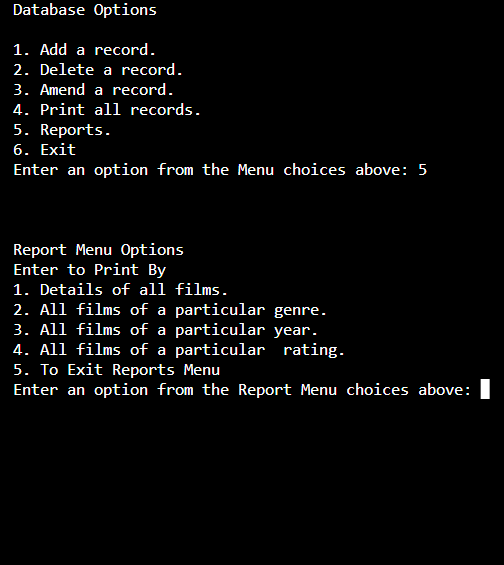 Database Options
1. Add a record.
2. Delete a record.
3. Amend a record.
4. Print all records.
5. Reports.
6. Exit
Enter an option from the Menu choices above: 5
Report Menu Options
Enter to Print By
1. Details of all films.
2. All films of a particular genre.
3. All films of a particular year.
4. All films of a particular  rating.
5. To Exit Reports Menu
Enter an option from the Report Menu choices above: